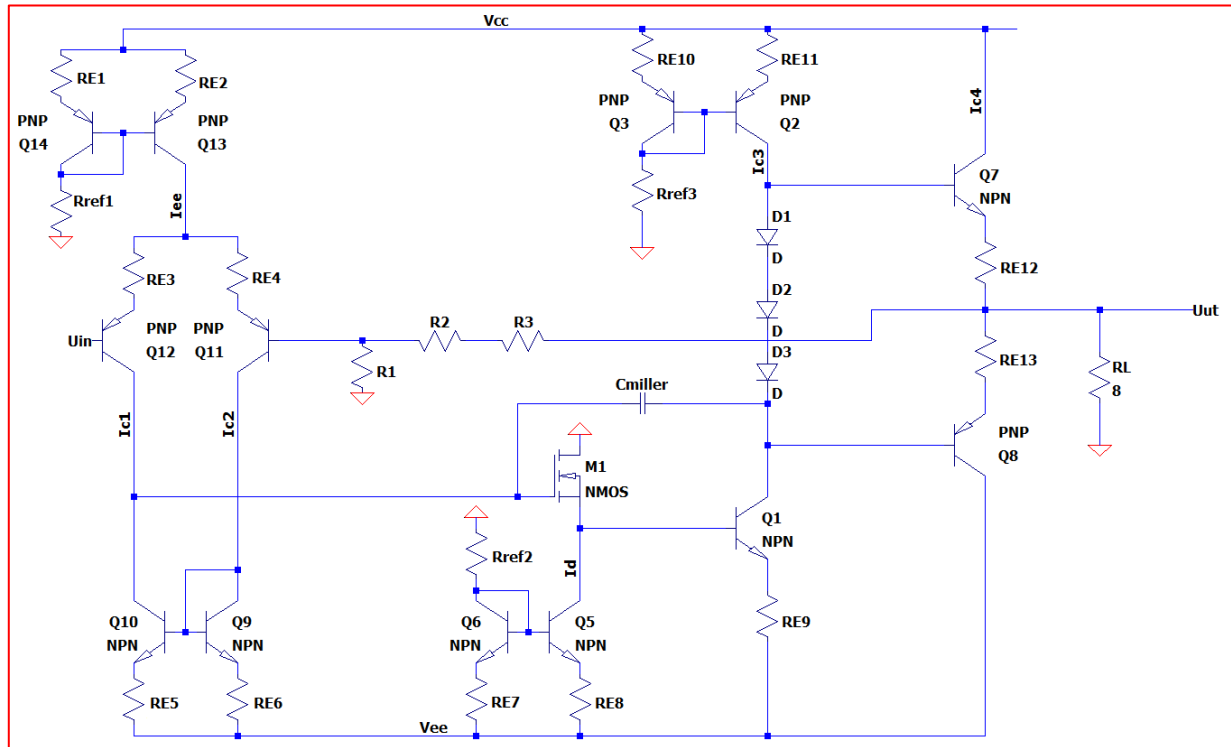 Vcc
RE1
RE2
PNP
Q14
PNP
Q13
Rref1
Iee
RE3
RE4
Uin
PNP
Q12
PNP
Q11
R1
R2
R3
Ic1
Ic2
Q10
NPN
Q9
NPN
RE5
RE6
Vee
RE10
RE11
PNP
Q3
PNP
Q2
Rref3
Ic3
D1
D
D2
D
D3
D
Cmiller
M1
NMOS
Rref2
Id
Q6
NPN
Q5
NPN
RE7
RE8
Q1
NPN
RE9
Ic4
Q7
NPN
RE12
Uut
RE13
RL
8
PNP
Q8